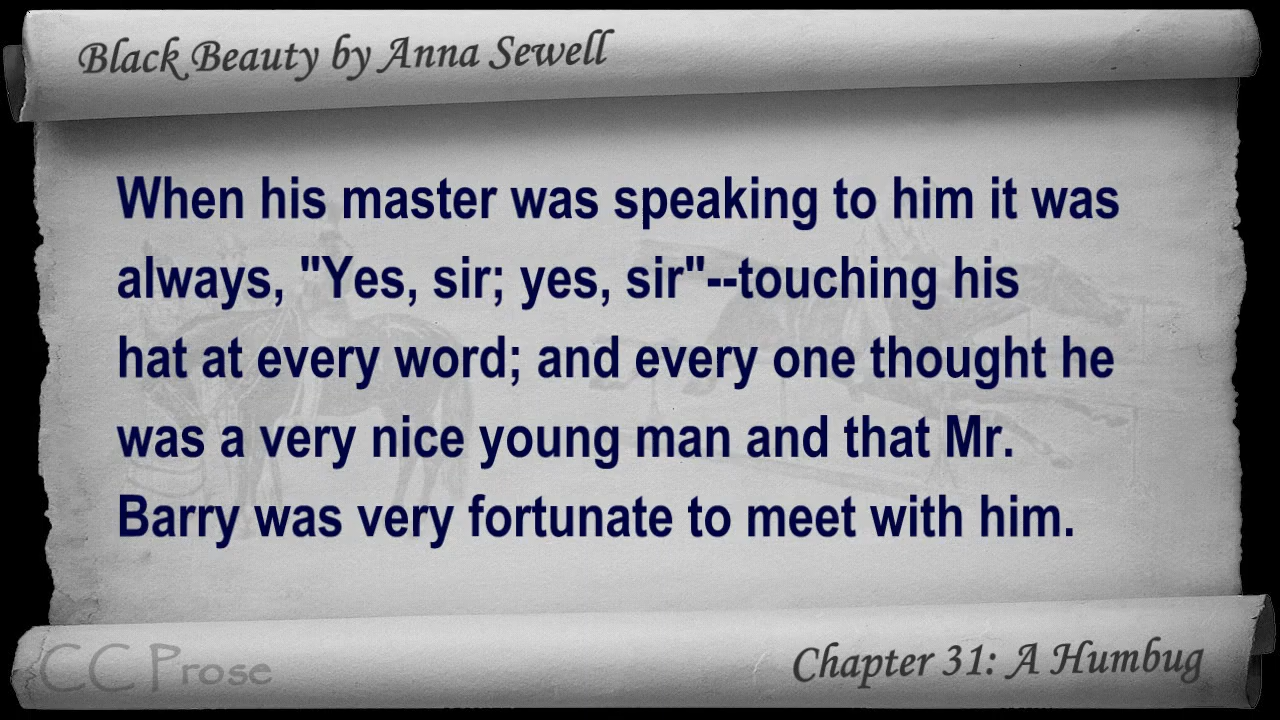 Black Beauty by Anna Sewell
When his master was speaking to him it was
always, "Yes, sir; yes, sir"--touching his
hat at every word; and every one thought he
was a very nice young man and that Mr.
Barry was very fortunate to meet with him.
CC Prose
Chapter 31: A Humbug